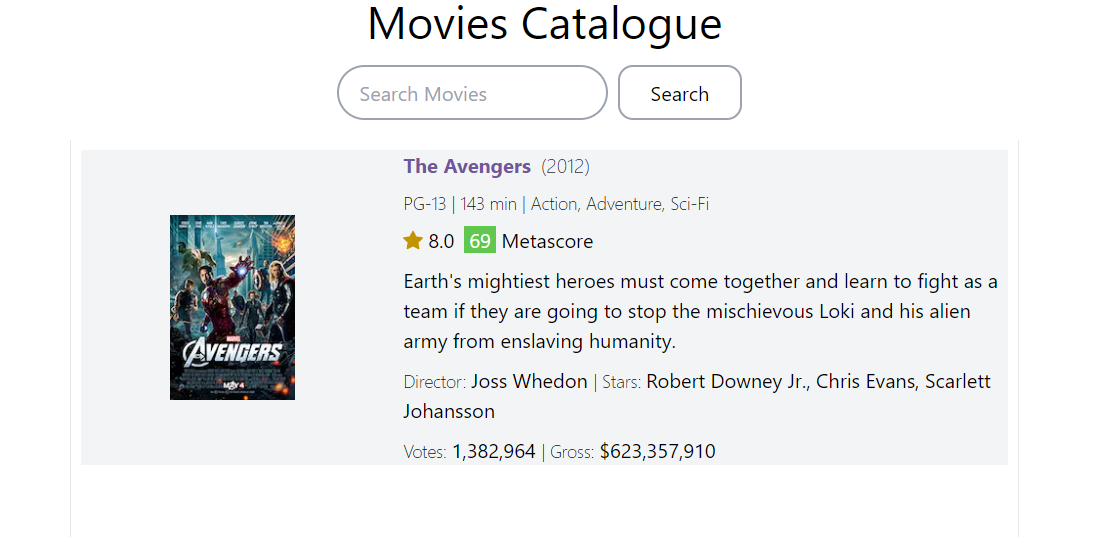 Movies Catalogue
Search Movies
Search
The Avengers (2012)
PG-13 | 143 min | Action, Adventure, Sci-Fi
8.0 69 Metascore
Earth's mightiest heroes must come together and learn to fight as a
team if they are going to stop the mischievous Loki and his alien
army from enslaving humanity.
Director: Joss Whedon | Stars: Robert Downey Jr., Chris Evans, Scarlett
Johansson
Votes: 1,382,964 | Gross: $623,357,910
MARVEL
AVENGERS
MAY 4